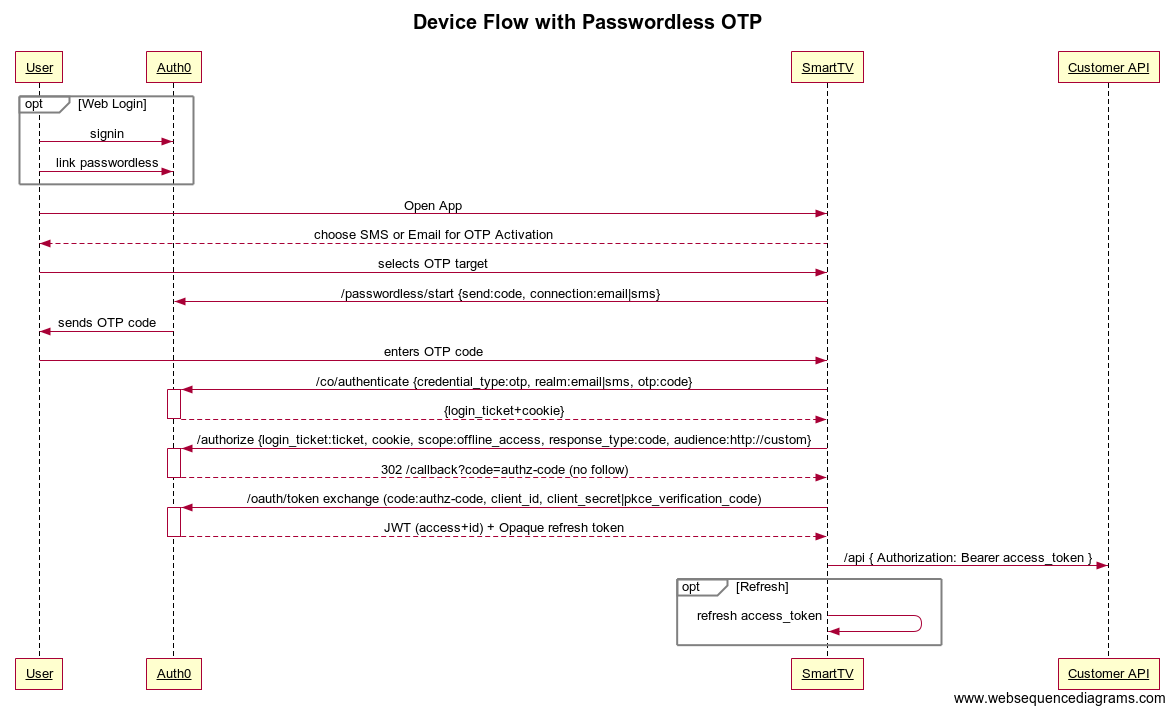 Device Flow with Passwordless OTP
User
Auth0
SmartTV
Customer API
opt
[Web Login]
signin
link passwordless
Open App
choose SMS or Email for OTP Activation
selects OTP target
/passwordless/start {send:code, connection:email|sms}
sends OTP code
enters OTP code
/co/authenticate {credential_type:otp, realm:email|sms, otp:code}
{login_ticket+cookie}
/authorize {login_ticket:ticket, cookie, scope:offline_access, response_type:code, audience:http://custom}
302 /callback?code=authz-code (no follow)
/oauth/token exchange (code:authz-code, client_id, client_secret|pkce_verification_code)
JWT (access+id) + Opaque refresh token
/api { Authorization: Bearer access_token }
opt
[Refresh]
refresh access_token
User
Auth0
SmartTV
Customer API
www.websequencediagrams.com